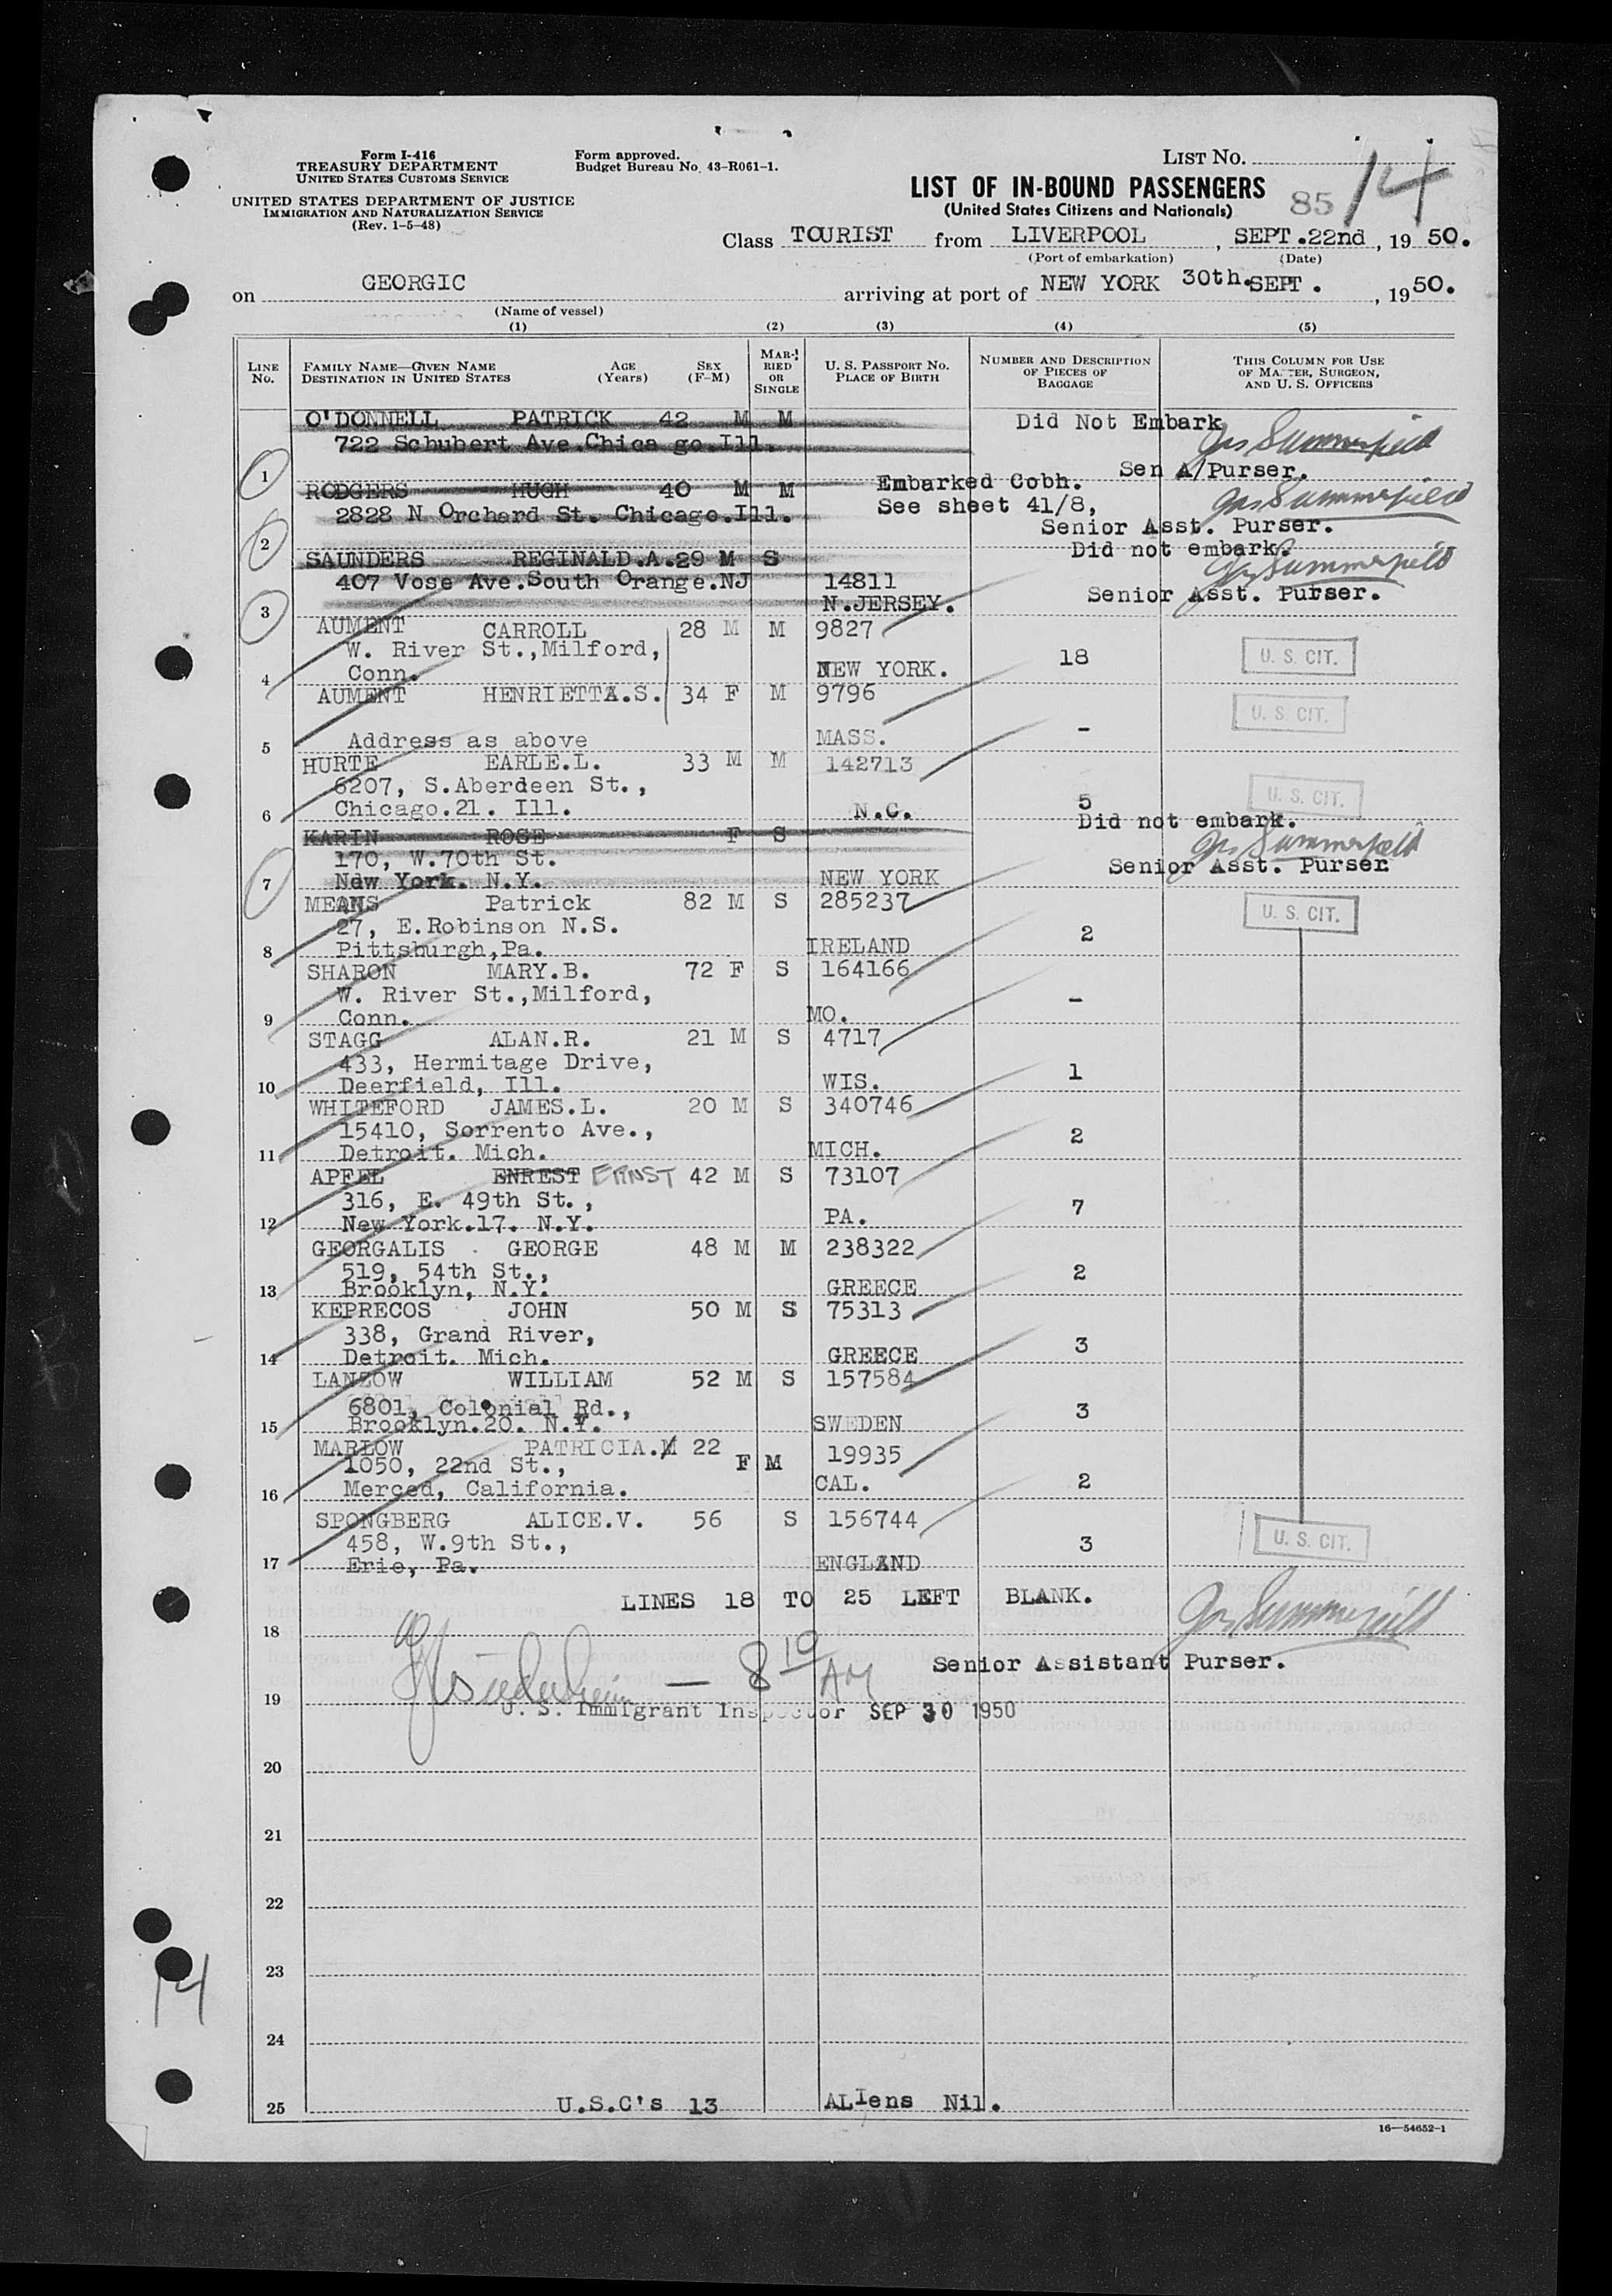 Form I-416
TREASURY DEPARTMENT
UNITED STATES CUSTOMS SERVICE
UNITED STATES DEPARTMENT OF JUSTICE
IMMIGRATION AND NATURALIZATION SERVICE
(Rev. 1-5-48)
Form approved.
Budget Bureau No. 43-R061-1.
LIST NO.
LIST OF IN-BOUND PASSENGERS
(United States Citizens and Nationals)
85 14
Class TOURIST from LIVERPOOL, SEPT.22nd, 19 50.
(Port of embarkation) (Date)
on GEORGIC arriving at port of NEW YORK 30th.SEPT., 19 50.
(Name of vessel)
(1) (2) (3) (4) (5)
LINE NO. FAMILY NAME—GIVEN NAME DESTINATION IN UNITED STATES AGE (Years) SEX (F-M) MARRIED OR SINGLE U. S. PASSPORT NO. PLACE OF BIRTH NUMBER AND DESCRIPTION OF PIECES OF BAGGAGE THIS COLUMN FOR USE OF MASTER, SURGEON, AND U. S. OFFICERS
O'DONNELL PATRICK 42 M M Did Not Embark
722 Schubert Ave.Chica go.Ill. Jas Summerfield
1 Sen A/Purser.
RODGERS HUGH 40 M M Embarked Cobh. Jas Summerfield
2828 N Orchard St. Chicago.Ill. See sheet 41/8,
2 Senior Asst. Purser.
SAUNDERS REGINALD.A.29 M S Did not embark.
407 Vose Ave.South Orange.NJ 14811 Jas Summerfield
3 N.JERSEY. Senior Asst. Purser.
AUMENT CARROLL 28 M M 9827
W. River St.,Milford,
4 Conn. NEW YORK. 18 U. S. CIT.
AUMENT HENRIETTA.S. 34 F M 9796
5 Address as above MASS. - U. S. CIT.
HURTE EARLE.L. 33 M M 142713
6207, S.Aberdeen St.,
6 Chicago.21. Ill. N.C. 5 U. S. CIT.
KARIN ROSE F S Did not embark.
170, W.70th St. Jas Summerfield
7 New York. N.Y. NEW YORK Senior Asst. Purser
MEANS Patrick 82 M S 285237 U. S. CIT.
27, E.Robinson N.S.
8 Pittsburgh,Pa. IRELAND 2
SHARON MARY.B. 72 F S 164166
W. River St.,Milford,
9 Conn. MO. -
STAGG ALAN.R. 21 M S 4717
433, Hermitage Drive,
10 Deerfield, Ill. WIS. 1
WHITEFORD JAMES.L. 20 M S 340746
15410, Sorrento Ave.,
11 Detroit. Mich. MICH. 2
APFEL ENREST ERNST 42 M S 73107
316, E. 49th St.,
12 New York.17. N.Y. PA. 7
GEORGALIS GEORGE 48 M M 238322
519, 54th St.,
13 Brooklyn, N.Y. GREECE 2
KEPRECOS JOHN 50 M S 75313
338, Grand River,
14 Detroit. Mich. GREECE 3
LANZOW WILLIAM 52 M S 157584
6801, Colonial Rd.,
15 Brooklyn.20. N.Y. SWEDEN 3
MARLOW PATRICIA.M 22 F M 19935
1050, 22nd St.,
16 Merced, California. CAL. 2
SPONGBERG ALICE.V. 56 S 156744
458, W.9th St.,
17 Erie, Pa. ENGLAND 3 U. S. CIT.
LINES 18 TO 25 LEFT BLANK.
18 Jas Summerfield
Senior Assistant Purser.
8 10 AM
19
U. S. Immigrant Inspector SEP 30 1950
20
21
22
23
14
24
25 U.S.C's 13 ALIens Nil.
16—54652-1